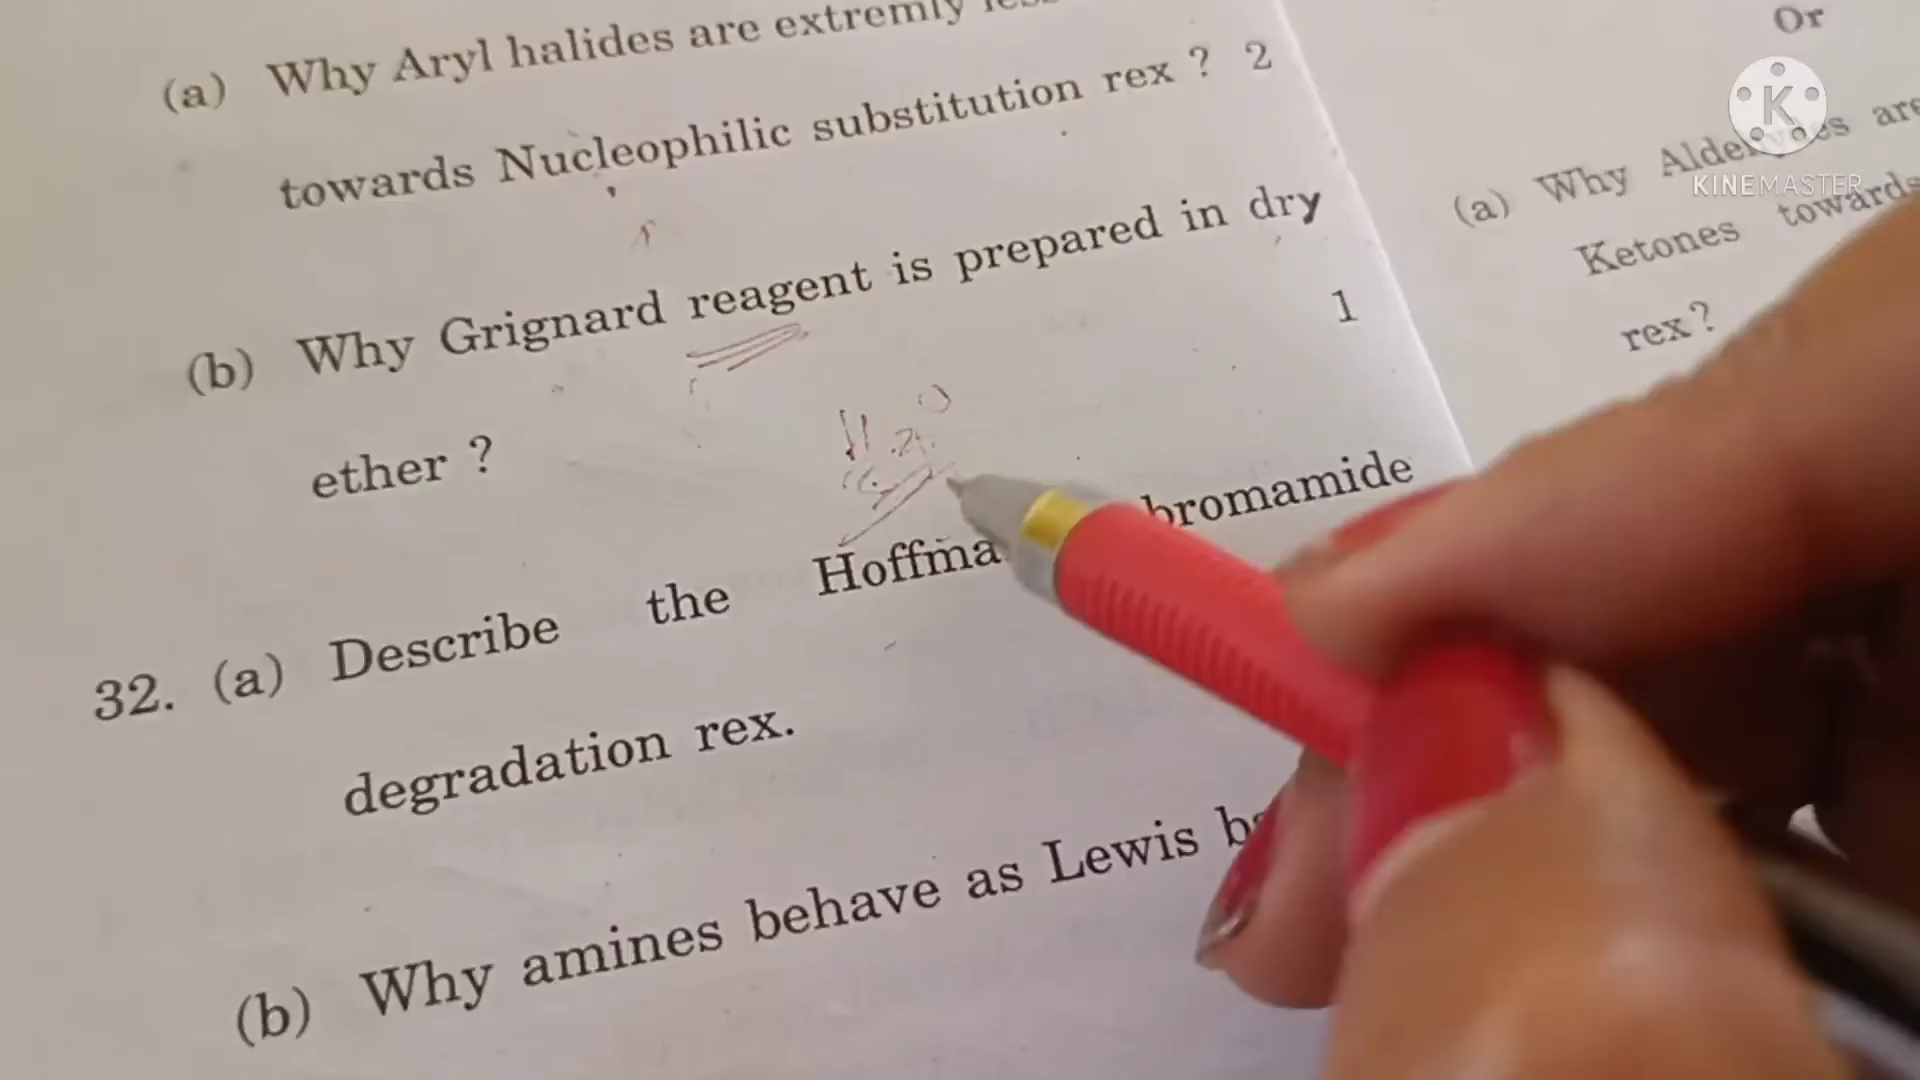 (a) Why Aryl halides are extremly
towards Nucleophilic substitution rex ? 2
(b) Why Grignard reagent is prepared in dry
ether ? 1
32. (a) Describe the Hoffma bromamide
degradation rex.
(b) Why amines behave as Lewis
Or
(a) Why
Ketones towards
rex?
K
KINEMASTER